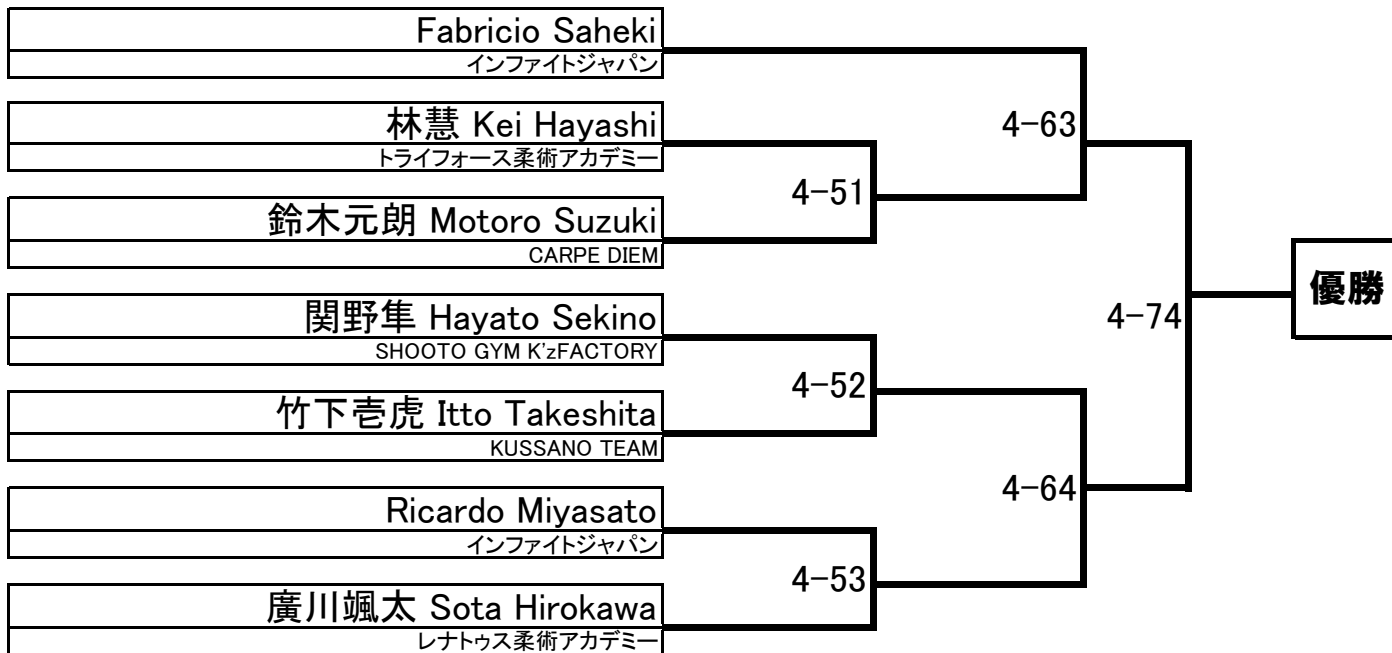 Fabricio Saheki
インファイトジャパン
林慧 Kei Hayashi
トライフォース柔術アカデミー
4-63
4-51
鈴木元朗 Motoro Suzuki
CARPE DIEM
関野隼 Hayato Sekino
SHOOTO GYM K'zFACTORY
優勝
4-74
4-52
竹下壱虎 Itto Takeshita
KUSSANO TEAM
Ricardo Miyasato
インファイトジャパン
4-64
4-53
廣川颯太 Sota Hirokawa
レナトゥス柔術アカデミー